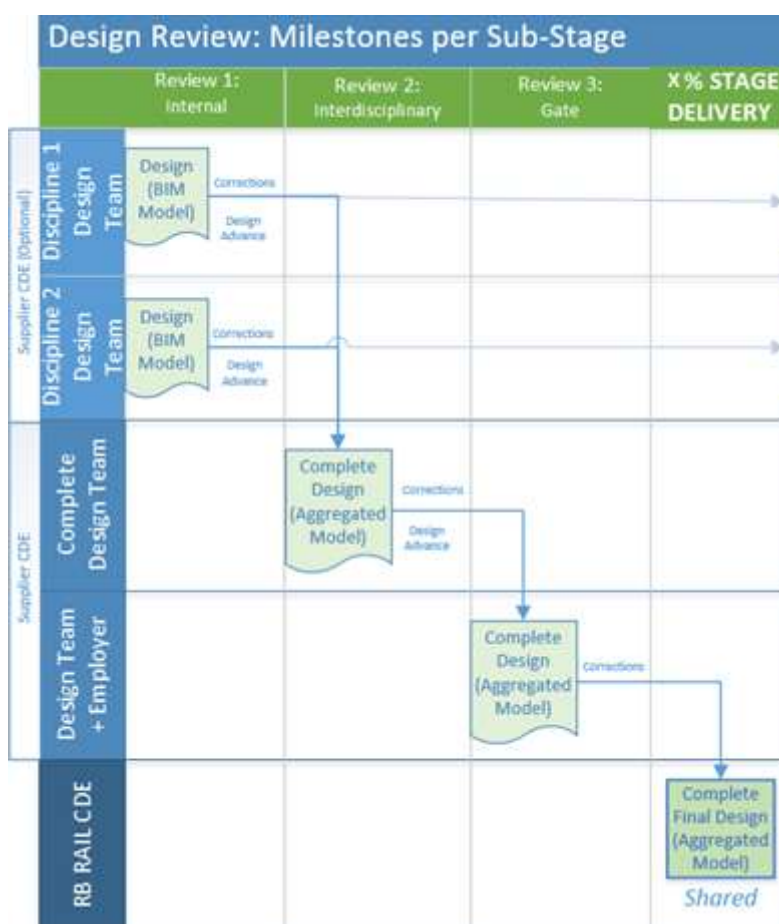 Design Review: Milestones per Sub-Stage
Review 1:
Internal
Review 2:
Interdisciplinary
Review 3:
Gate
X % STAGE
DELIVERY
Supplier CDE (Optional)
Discipline 1
Design
Team
Design
(BIM
Model)
Corrections
Design
Advance
Discipline 2
Design
Team
Design
(BIM
Model)
Corrections
Design
Advance
Supplier CDE
Complete
Design Team
Complete
Design
(Aggregated
Model)
Corrections
Design
Advance
Design Team
+ Employer
Complete
Design
(Aggregated
Model)
Corrections
RB RAIL CDE
Complete
Final Design
(Aggregated
Model)
Shared